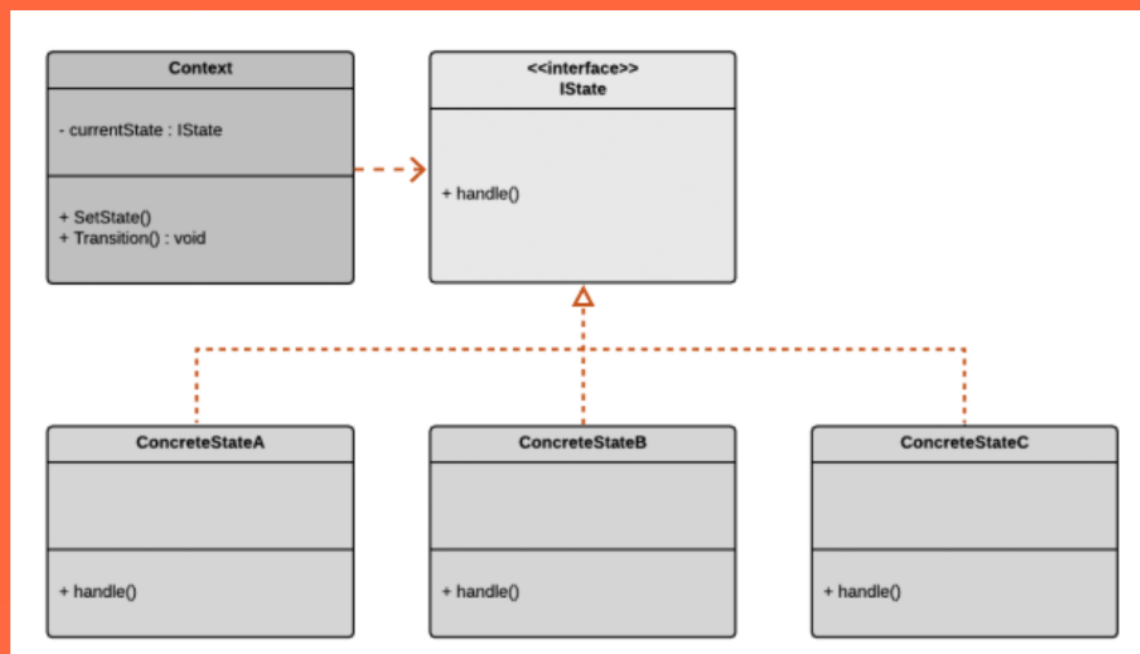 Context
- currentState : IState
+ SetState()
+ Transition() : void
<<interface>>
IState
+ handle()
ConcreteStateA
+ handle()
ConcreteStateB
+ handle()
ConcreteStateC
+ handle()